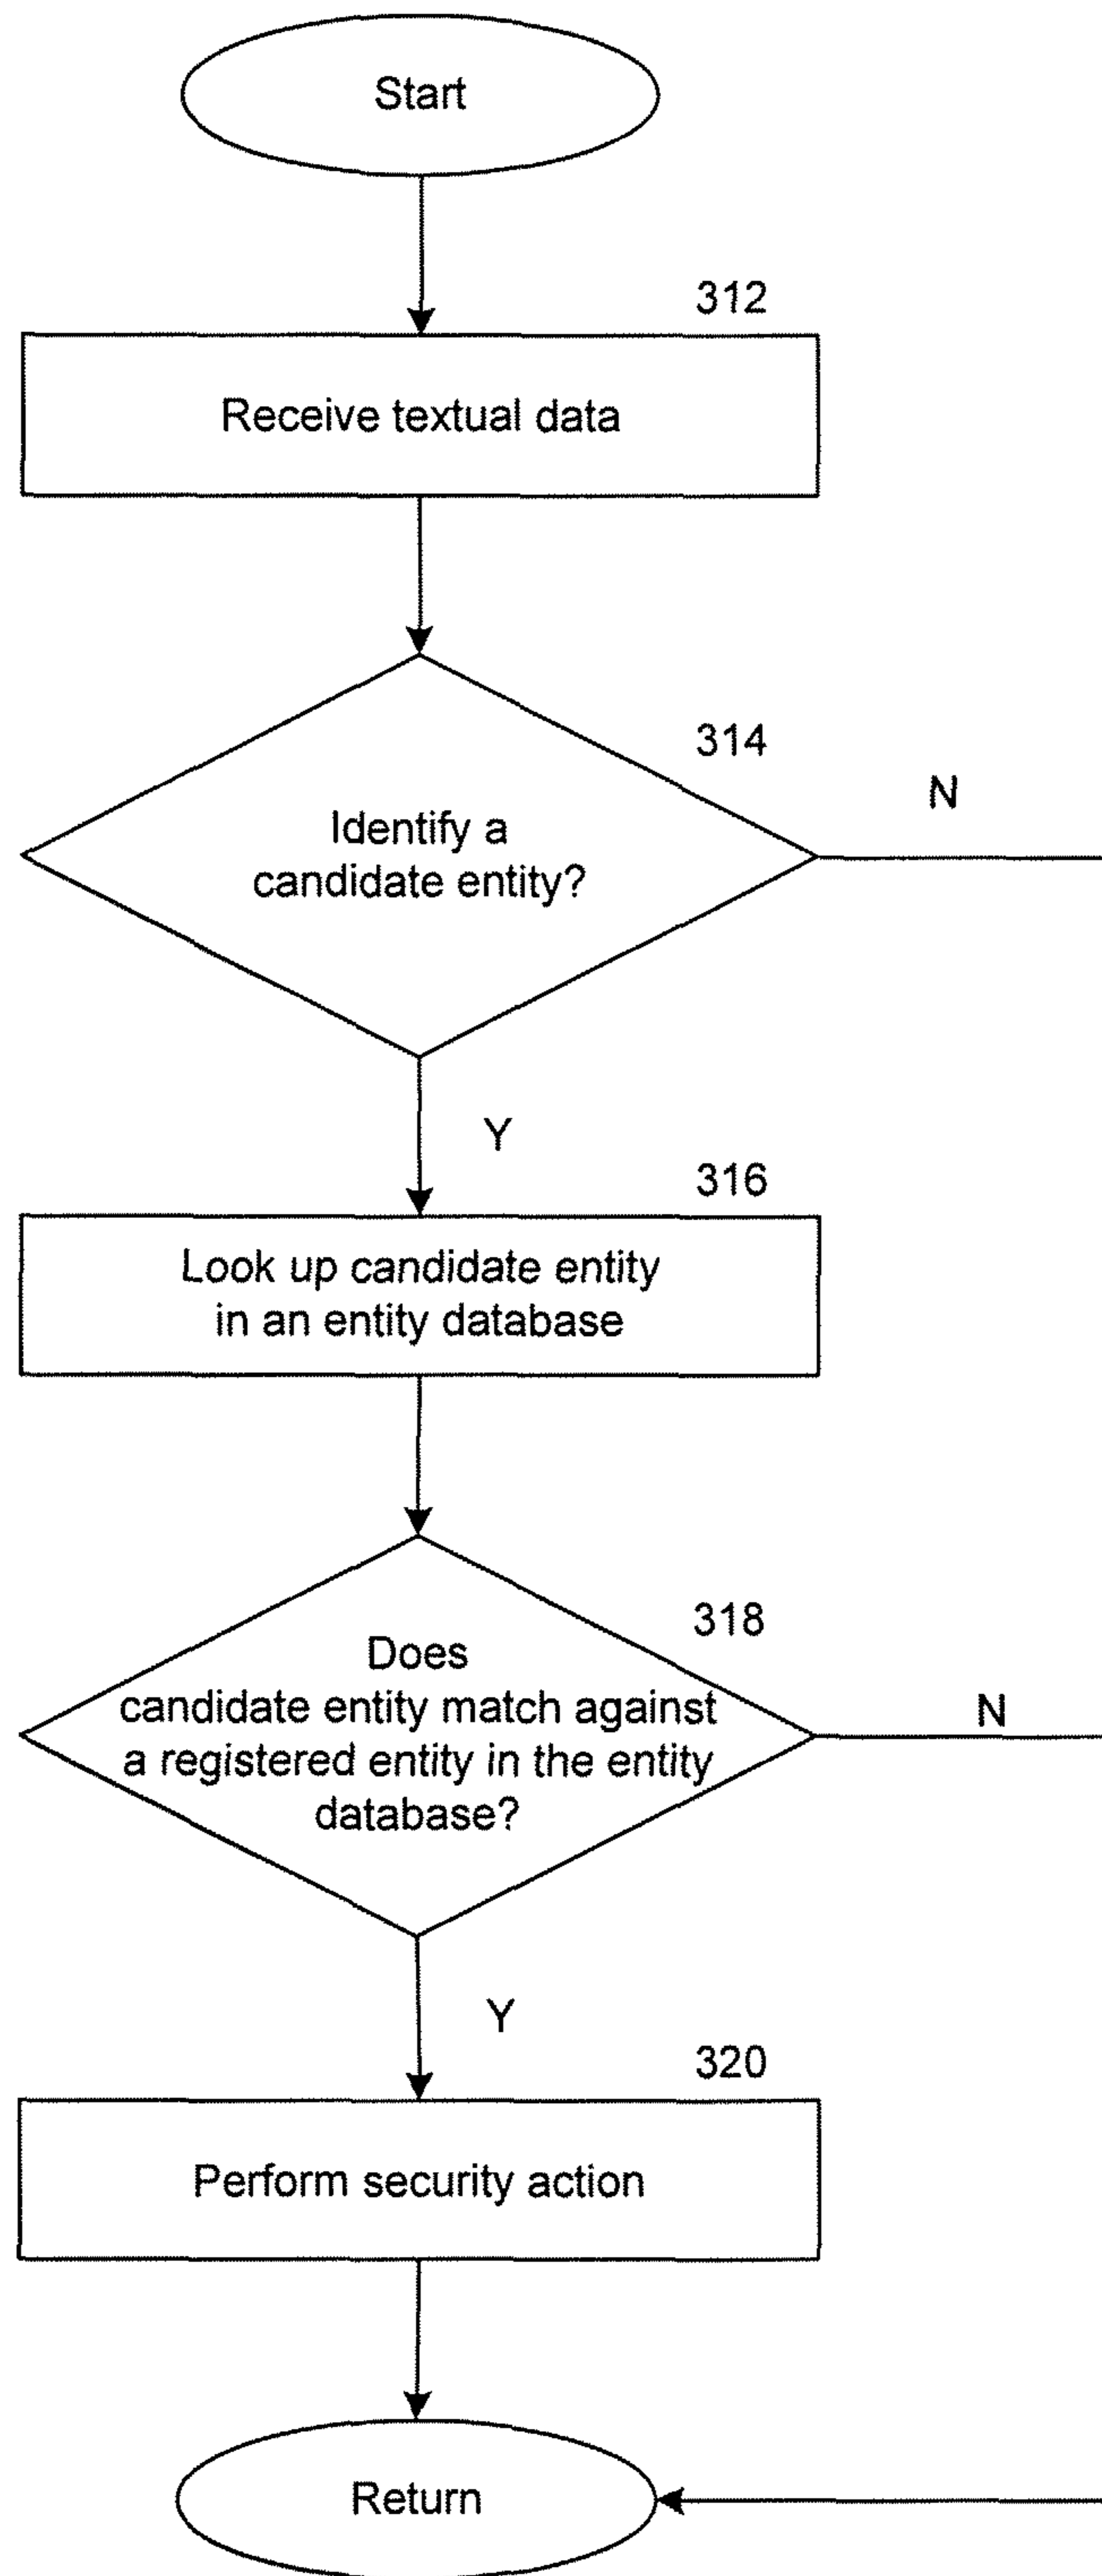 Start
312
Receive textual data
314
N
Identify a
candidate entity?
Y
316
Look up candidate entity
in an entity database
318
Does
candidate entity match against
N
a registered entity in the entity
database?
Y
320
Perform security action
Return